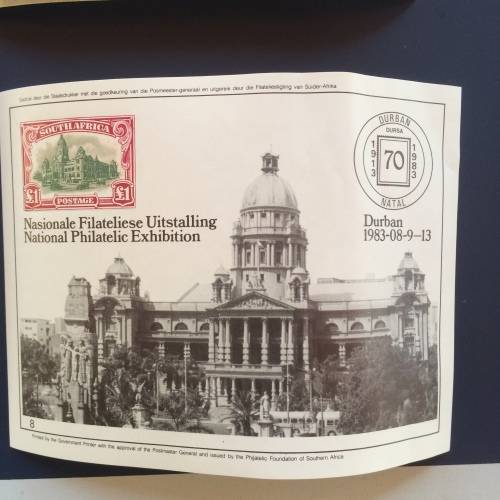 Gedruk deur die Staatsdrukker met die goedkeuring van die Posmeester-generaal en uitgereik deur die Filateliestigting van Suider-Afrika
SOUTH AFRICA
£1 POSTAGE £1
DURBAN
DURSA
1913
70
1983
NATAL
Nasionale Filateliese Uitstalling
National Philatelic Exhibition
Durban
1983-08-9–13
8
Printed by the Government Printer with the approval of the Postmaster General and issued by the Philatelic Foundation of Southern Africa